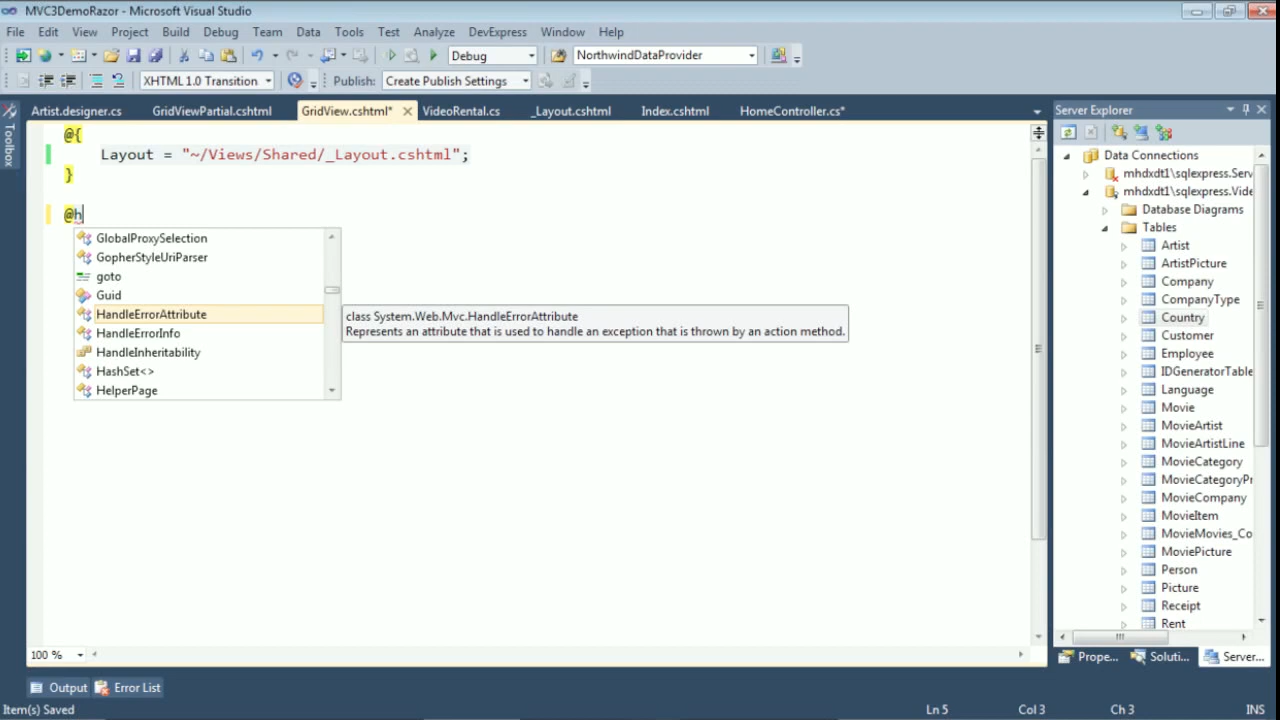 MVC3DemoRazor - Microsoft Visual Studio
File Edit View Project Build Debug Team Data Tools Test Analyze DevExpress Window Help
Debug NorthwindDataProvider
XHTML 1.0 Transition Publish: Create Publish Settings
Artist.designer.cs GridViewPartial.cshtml GridView.cshtml* VideoRental.cs _Layout.cshtml Index.cshtml HomeController.cs*
Toolbox
@{
Layout = "~/Views/Shared/_Layout.cshtml";
}
@h
GlobalProxySelection
GopherStyleUriParser
goto
Guid
HandleErrorAttribute
HandleErrorInfo
HandleInheritability
HashSet<>
HelperPage
class System.Web.Mvc.HandleErrorAttribute
Represents an attribute that is used to handle an exception that is thrown by an action method.
100 %
Server Explorer
Data Connections
mhdxdt1\sqlexpress.Serv
mhdxdt1\sqlexpress.Vide
Database Diagrams
Tables
Artist
ArtistPicture
Company
CompanyType
Country
Customer
Employee
IDGeneratorTable
Language
Movie
MovieArtist
MovieArtistLine
MovieCategory
MovieCategoryPr
MovieCompany
MovieItem
MovieMovies_Co
MoviePicture
Person
Picture
Receipt
Rent
Prope... Soluti... Server...
Output Error List
Item(s) Saved Ln 5 Col 3 Ch 3 INS